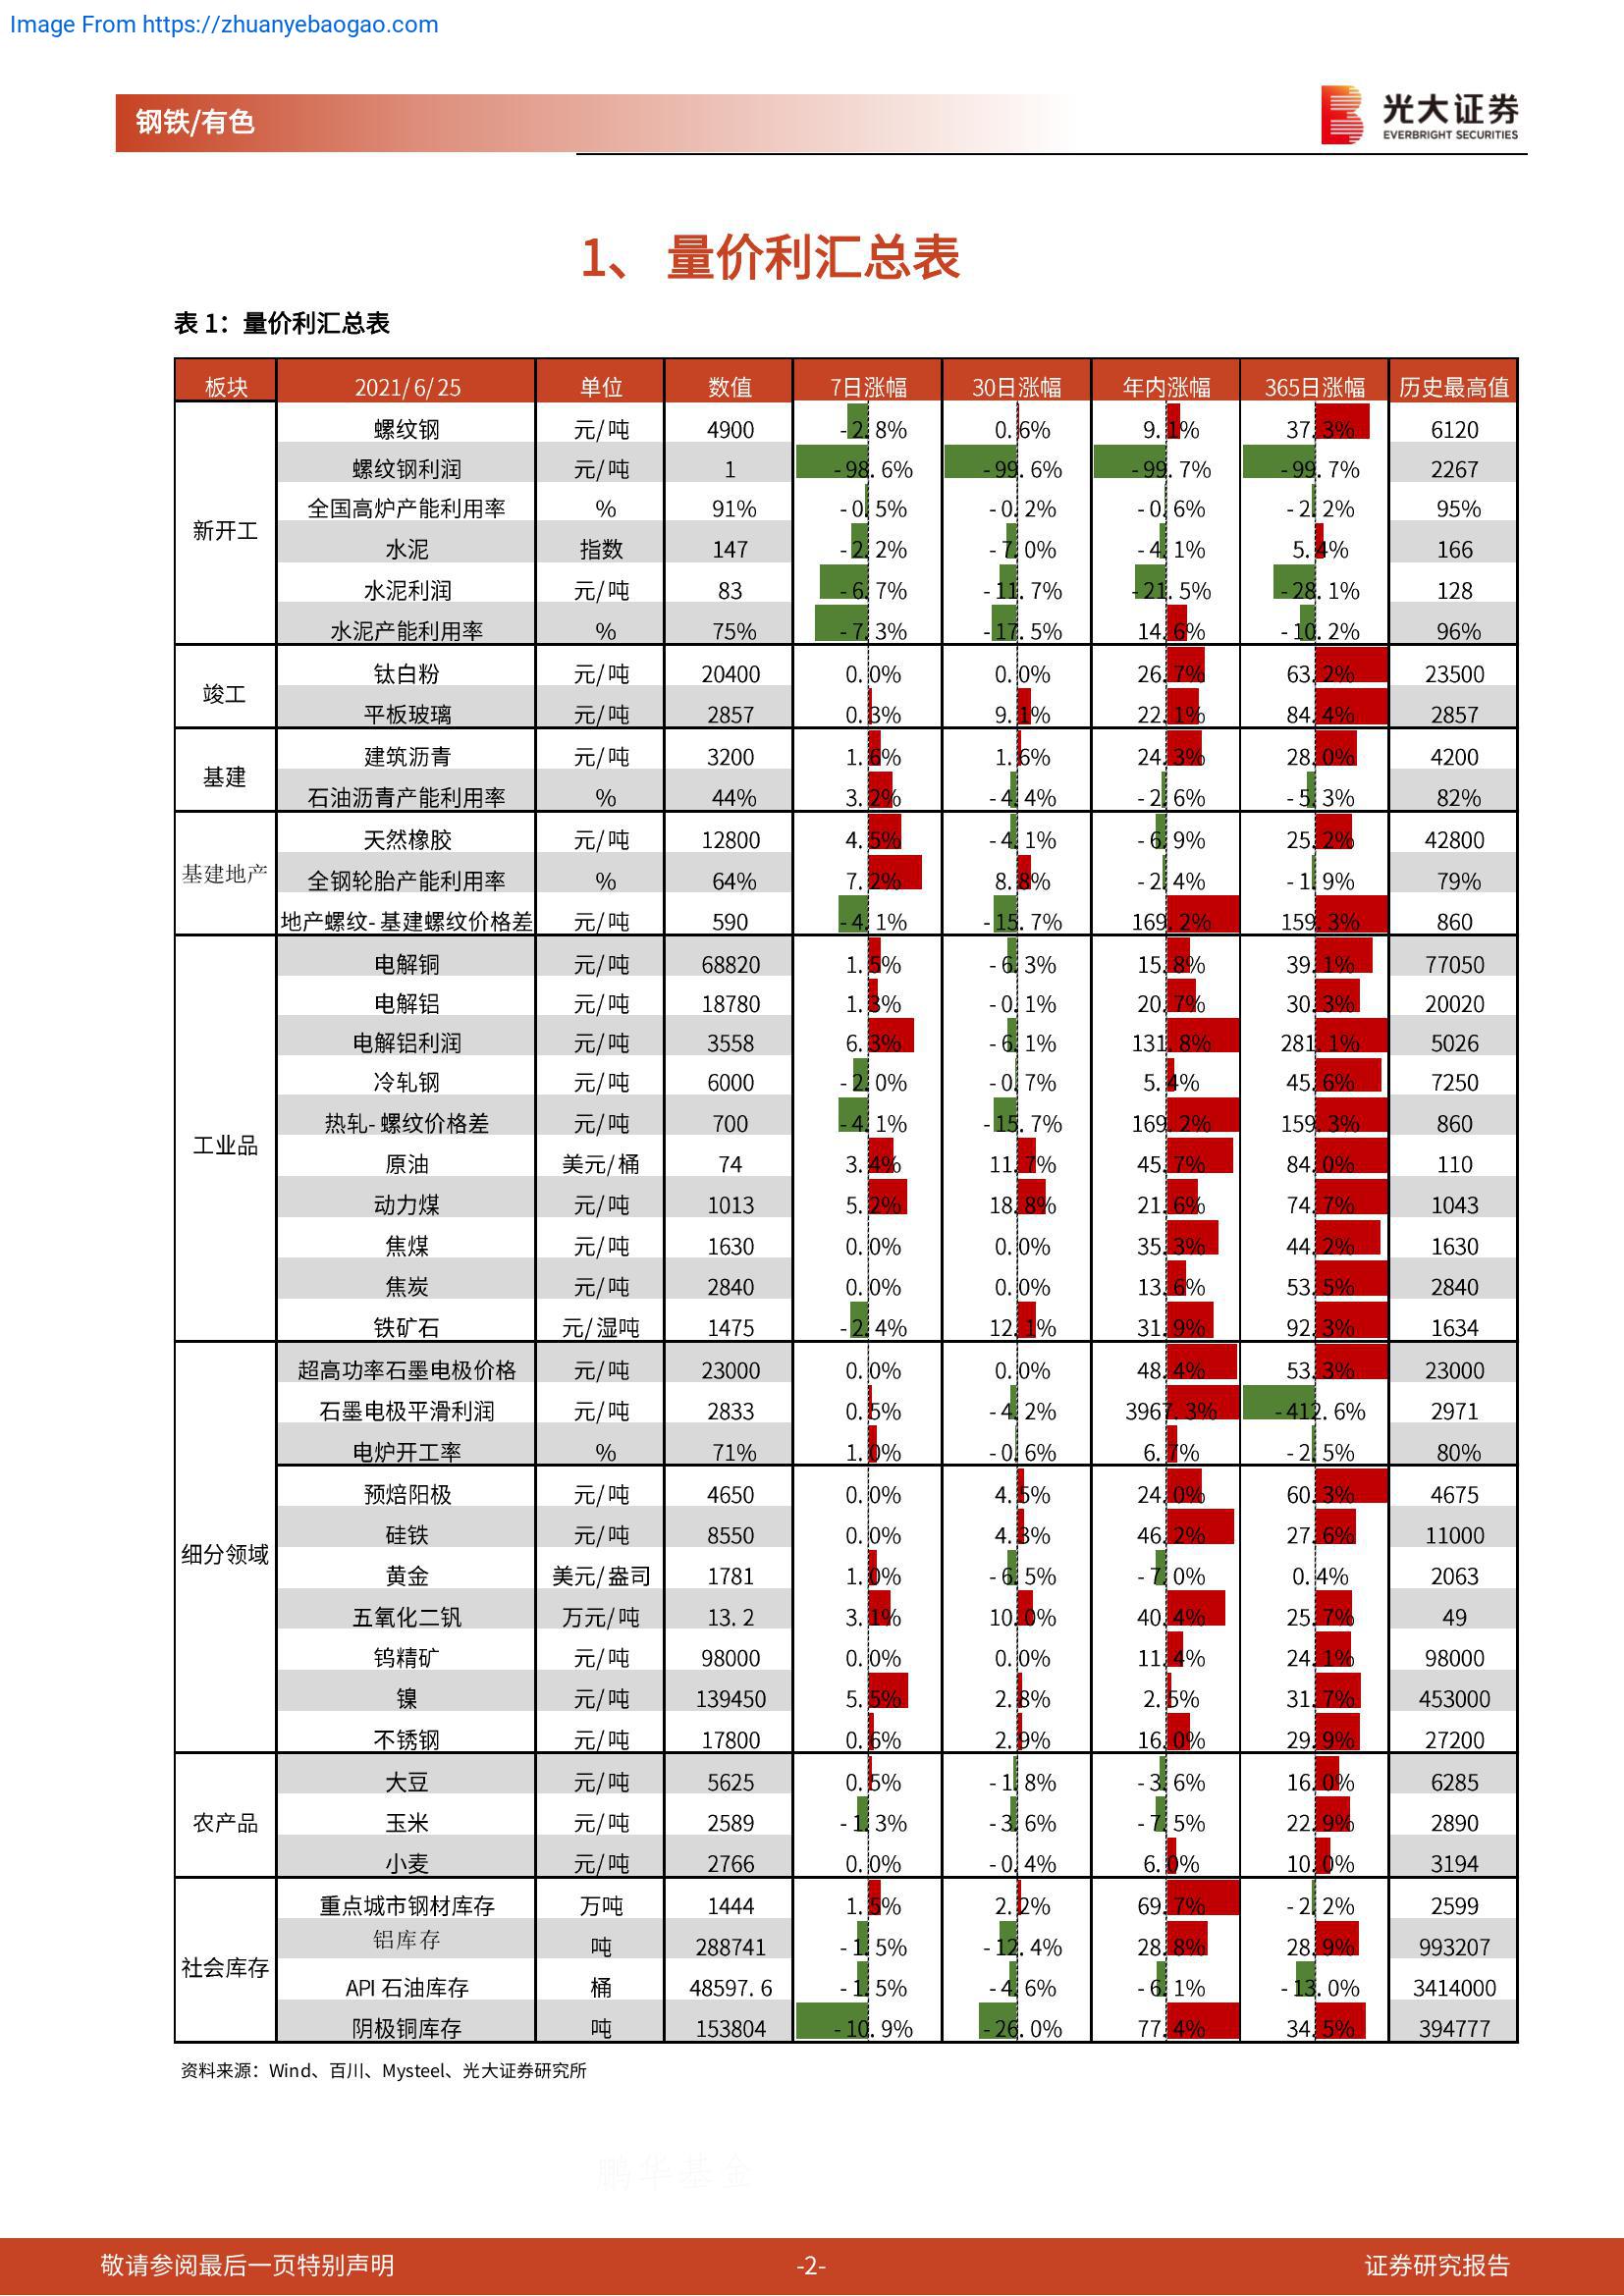 Image From https://zhuanyebaogao.com
钢铁/有色
光大证券
EVERBRIGHT SECURITIES
1、 量价利汇总表
表 1：量价利汇总表
板块 2021/6/25 单位 数值 7日涨幅 30日涨幅 年内涨幅 365日涨幅 历史最高值
新开工
螺纹钢 元/吨 4900 -2.8% 0.6% 9.1% 37.3% 6120
螺纹钢利润 元/吨 1 -98.6% -99.6% -99.7% -99.7% 2267
全国高炉产能利用率 % 91% -0.5% -0.2% -0.6% -2.2% 95%
水泥 指数 147 -2.2% -7.0% -4.1% 5.4% 166
水泥利润 元/吨 83 -6.7% -11.7% -21.5% -28.1% 128
水泥产能利用率 % 75% -7.3% -17.5% 14.6% -10.2% 96%
竣工
钛白粉 元/吨 20400 0.0% 0.0% 26.7% 63.2% 23500
平板玻璃 元/吨 2857 0.3% 9.1% 22.1% 84.4% 2857
基建
建筑沥青 元/吨 3200 1.6% 1.6% 24.3% 28.0% 4200
石油沥青产能利用率 % 44% 3.2% -4.4% -2.6% -5.3% 82%
基建地产
天然橡胶 元/吨 12800 4.5% -4.1% -6.9% 25.2% 42800
全钢轮胎产能利用率 % 64% 7.2% 8.8% -2.4% -1.9% 79%
地产螺纹-基建螺纹价格差 元/吨 590 -4.1% -15.7% 169.2% 159.3% 860
工业品
电解铜 元/吨 68820 1.5% -6.3% 15.8% 39.1% 77050
电解铝 元/吨 18780 1.3% -0.1% 20.7% 30.3% 20020
电解铝利润 元/吨 3558 6.3% -6.1% 131.8% 281.1% 5026
冷轧钢 元/吨 6000 -2.0% -0.7% 5.4% 45.6% 7250
热轧-螺纹价格差 元/吨 700 -4.1% -15.7% 169.2% 159.3% 860
原油 美元/桶 74 3.4% 11.7% 45.7% 84.0% 110
动力煤 元/吨 1013 5.2% 18.8% 21.6% 74.7% 1043
焦煤 元/吨 1630 0.0% 0.0% 35.3% 44.2% 1630
焦炭 元/吨 2840 0.0% 0.0% 13.6% 53.5% 2840
铁矿石 元/湿吨 1475 -2.4% 12.1% 31.9% 92.3% 1634
细分领域
超高功率石墨电极价格 元/吨 23000 0.0% 0.0% 48.4% 53.3% 23000
石墨电极平滑利润 元/吨 2833 0.5% -4.2% 3967.3% -412.6% 2971
电炉开工率 % 71% 1.0% -0.6% 6.7% -2.5% 80%
预焙阳极 元/吨 4650 0.0% 4.5% 24.0% 60.3% 4675
硅铁 元/吨 8550 0.0% 4.3% 46.2% 27.6% 11000
黄金 美元/盎司 1781 1.0% -6.5% -7.0% 0.4% 2063
五氧化二钒 万元/吨 13.2 3.1% 10.0% 40.4% 25.7% 49
钨精矿 元/吨 98000 0.0% 0.0% 11.4% 24.1% 98000
镍 元/吨 139450 5.5% 2.8% 2.5% 31.7% 453000
不锈钢 元/吨 17800 0.6% 2.9% 16.0% 29.9% 27200
农产品
大豆 元/吨 5625 0.5% -1.8% -3.6% 16.0% 6285
玉米 元/吨 2589 -1.3% -3.6% -7.5% 22.9% 2890
小麦 元/吨 2766 0.0% -0.4% 6.0% 10.0% 3194
社会库存
重点城市钢材库存 万吨 1444 1.5% 2.2% 69.7% -2.2% 2599
铝库存 吨 288741 -1.5% -12.4% 28.8% 28.9% 993207
API 石油库存 桶 48597.6 -1.5% -4.6% -6.1% -13.0% 3414000
阴极铜库存 吨 153804 -10.9% -26.0% 77.4% 34.5% 394777
资料来源：Wind、百川、Mysteel、光大证券研究所
鹏华基金
敬请参阅最后一页特别声明 -2- 证券研究报告